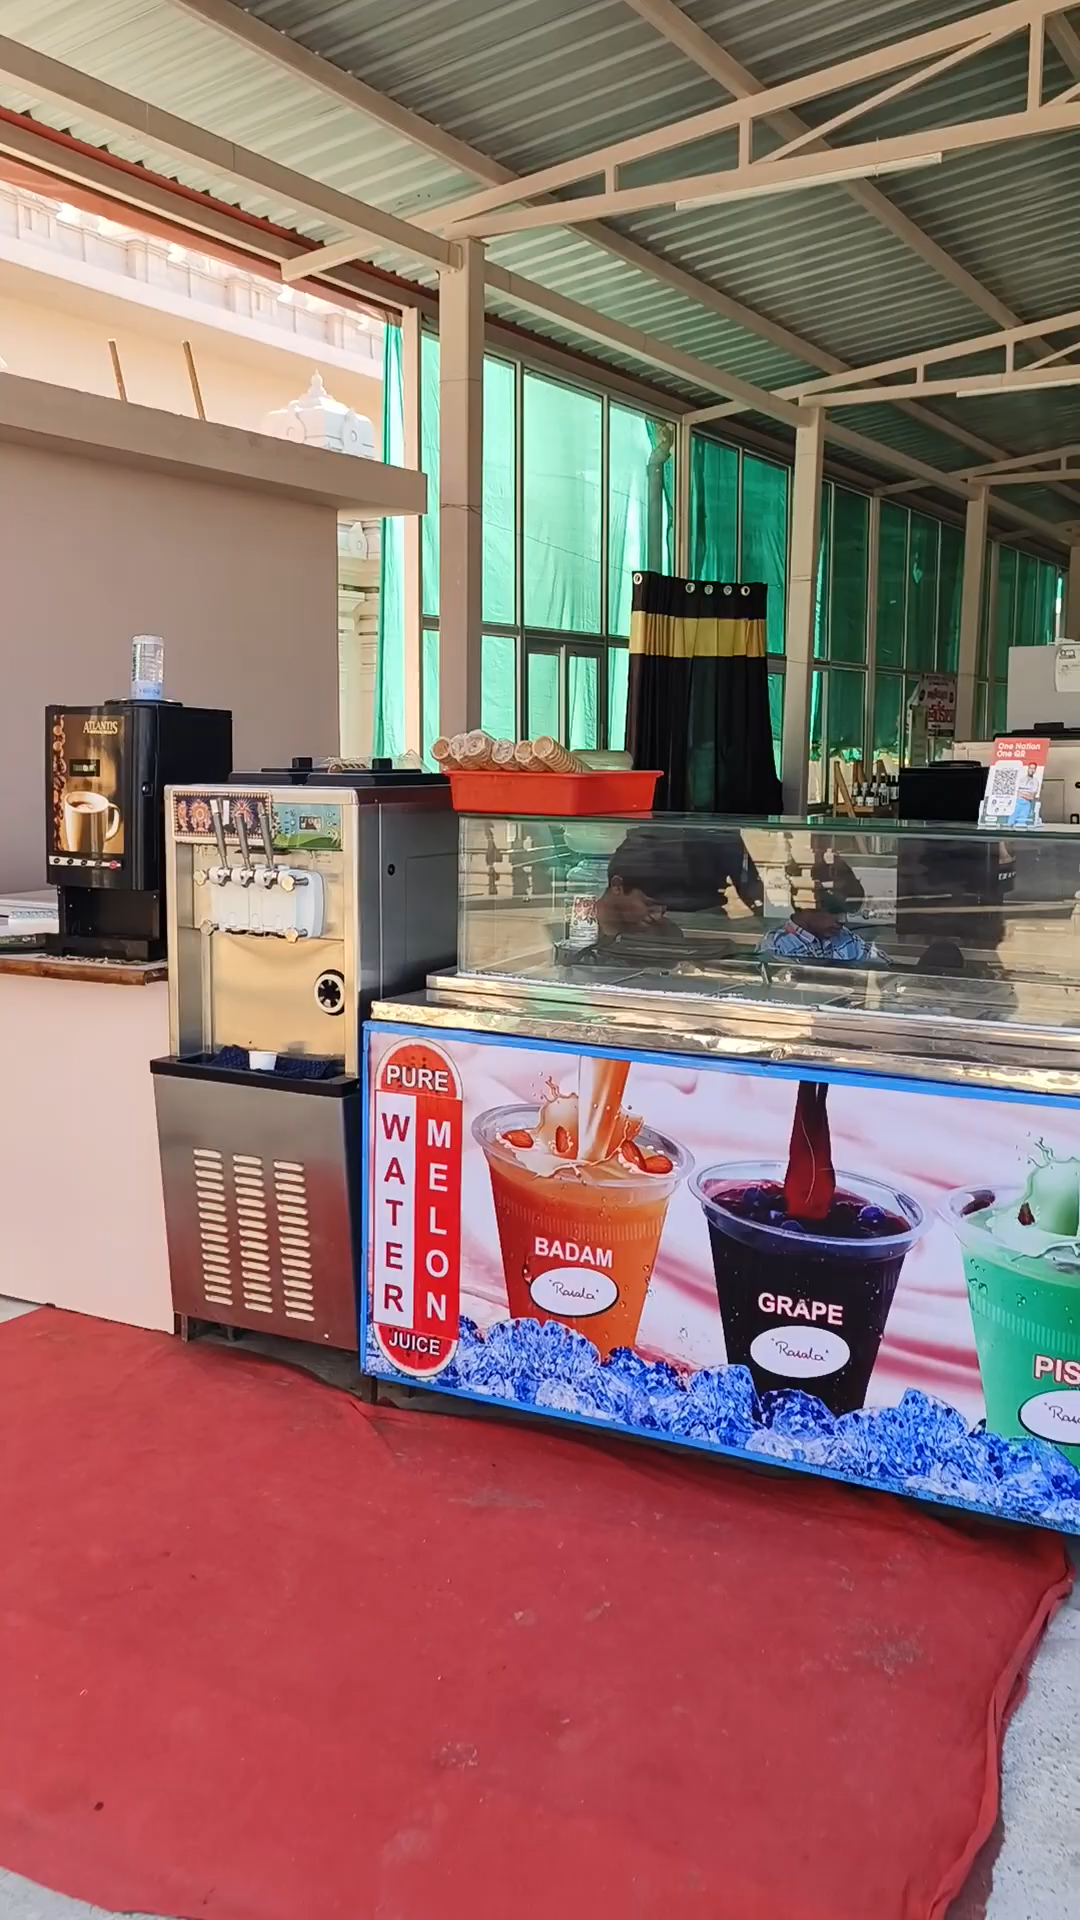 ATLANTIS
One Nation
One QR
PURE
WATER
MELON
JUICE
BADAM
"Rasala"
GRAPE
"Rasala"
PIS